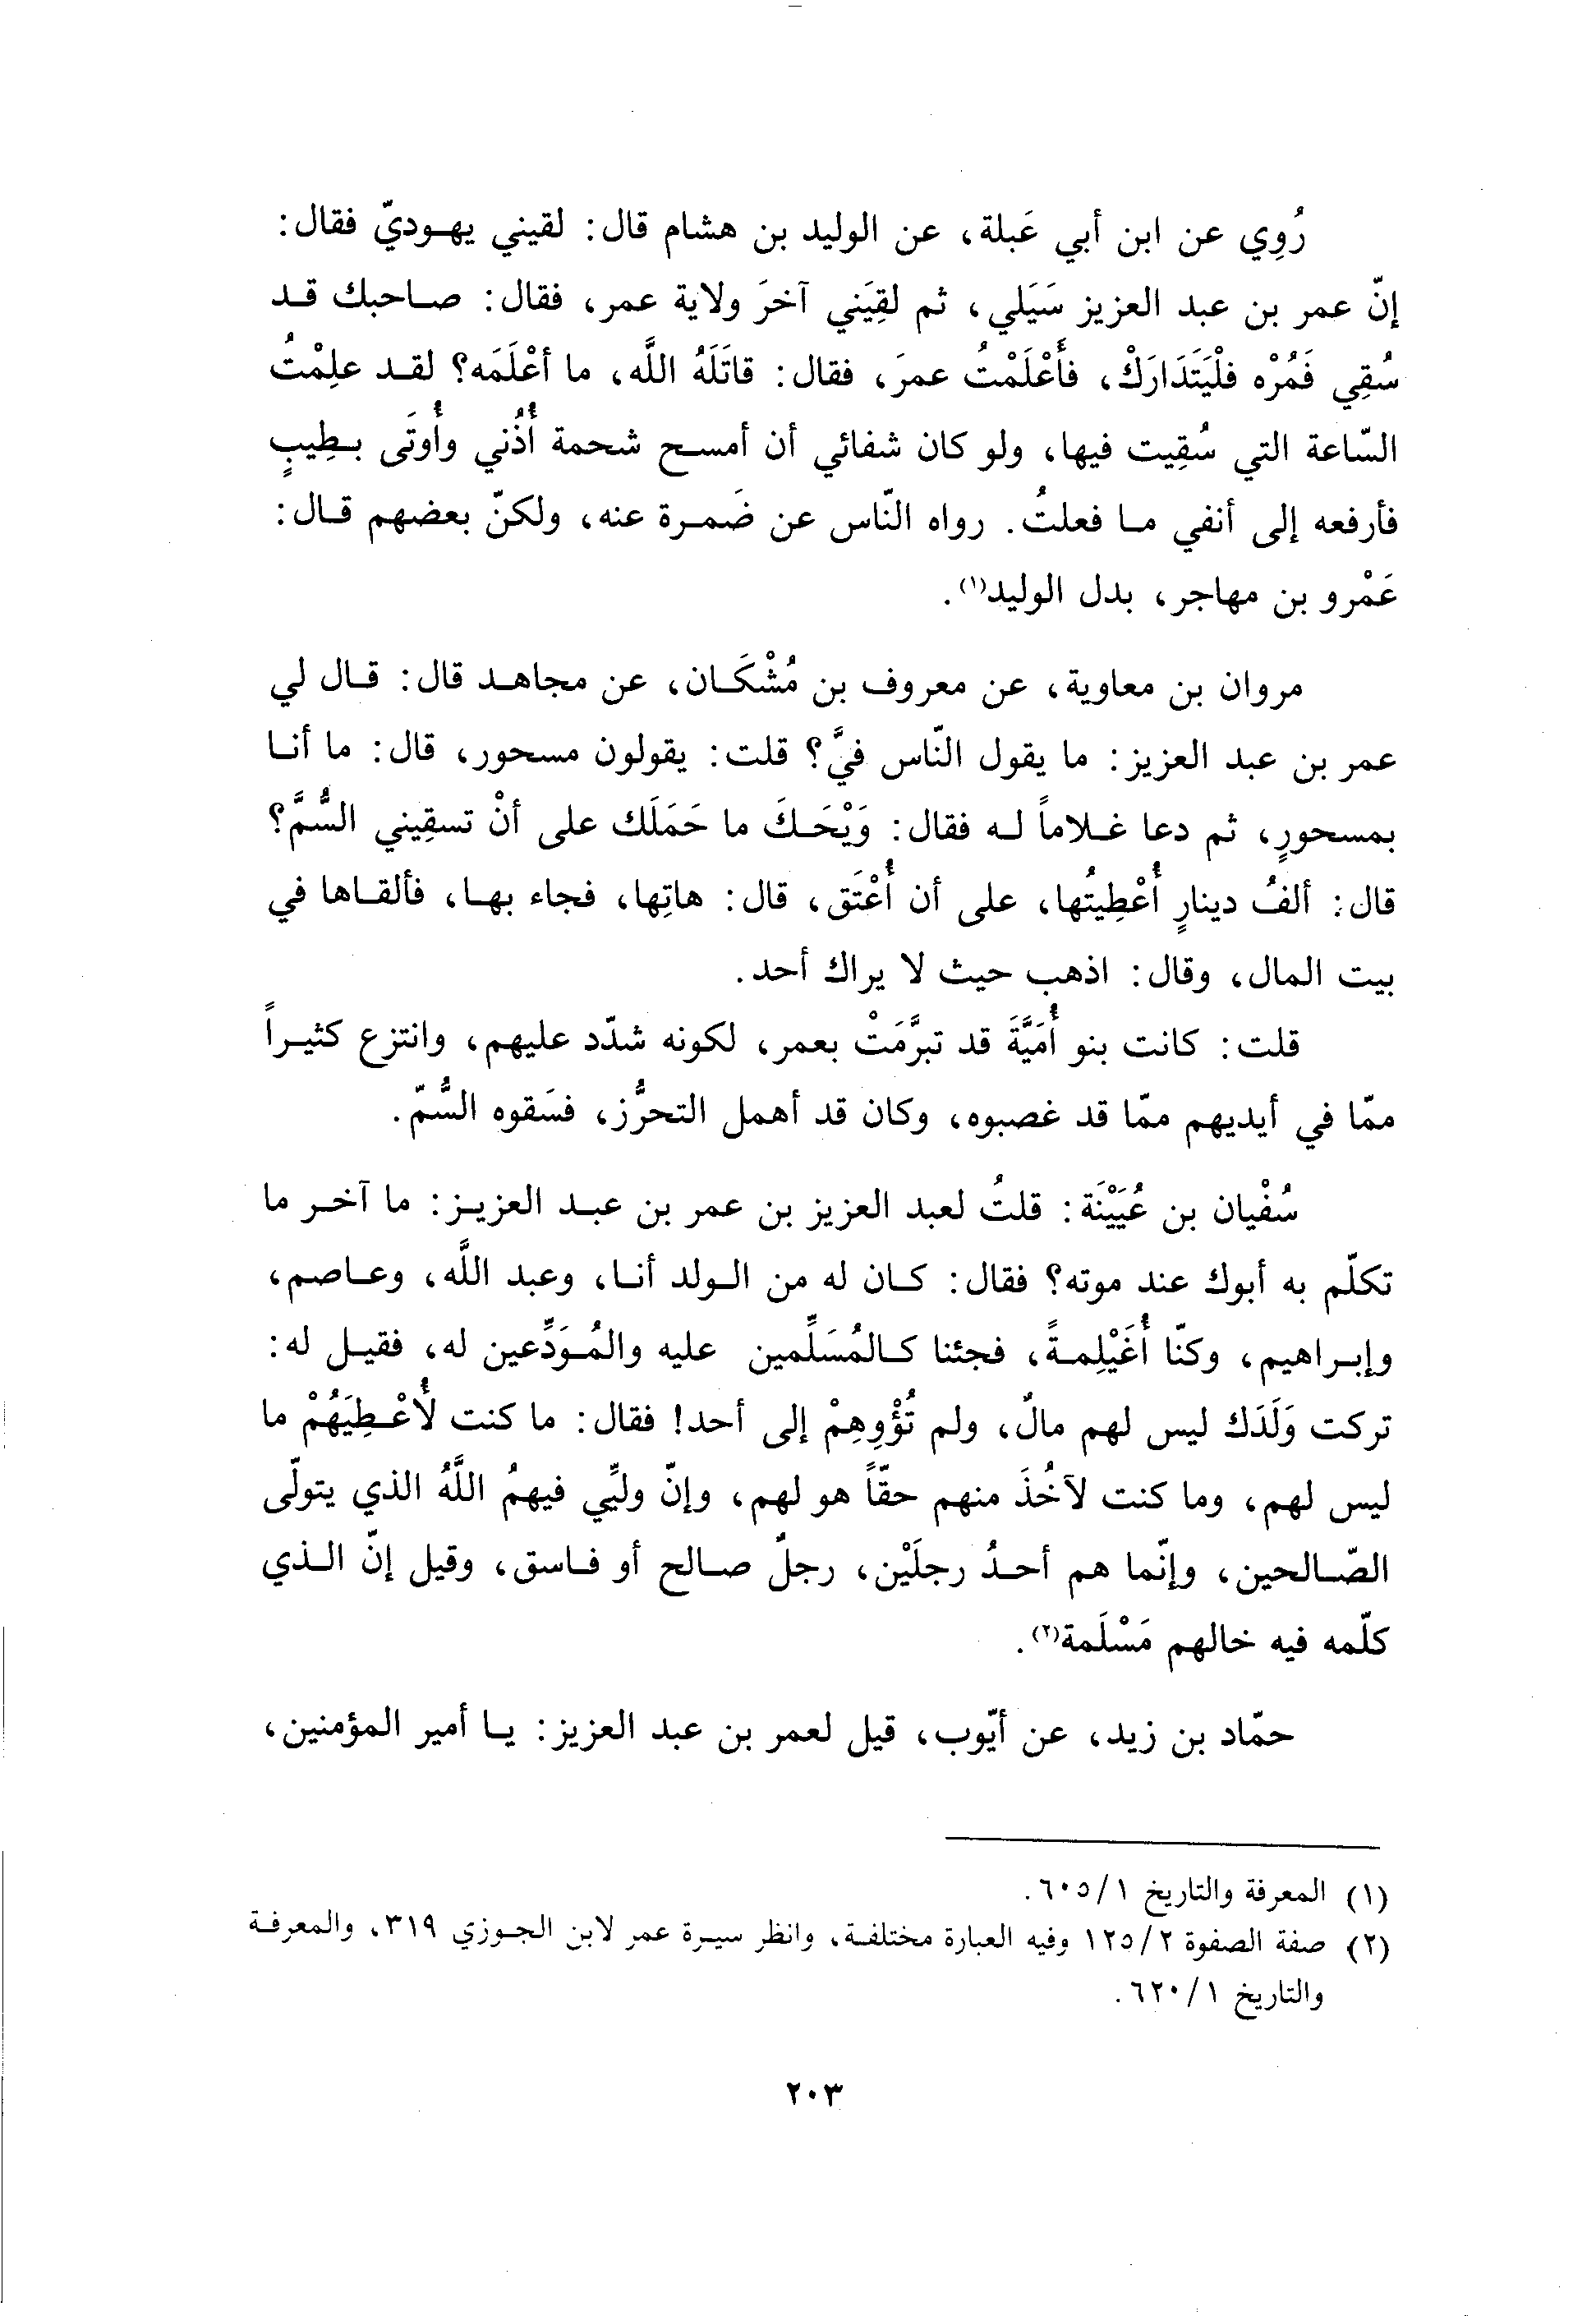 رُوِي عن ابن أبي عَبلة، عن الوليد بن هشام قال: لقيني يهوديّ فقال:
إنّ عمر بن عبد العزيز سَيَلي، ثم لقِيَني آخرَ ولاية عمر، فقال: صاحبك قد
سُقِي فَمُرْه فلْيَتَدَارَكْ، فأَعْلَمْتُ عمرَ، فقال: قاتَلَهُ اللَّه، ما أعْلَمَه؟ لقد علِمْتُ
السّاعة التي سُقِيت فيها، ولو كان شفائي أن أمسح شحمة أُذُني وأُوتَى بطِيبٍ
فأرفعه إلى أنفي ما فعلتُ. رواه النّاس عن ضَمرة عنه، ولكنّ بعضهم قال:
عَمْرو بن مهاجر، بدل الوليد(١).
مروان بن معاوية، عن معروف بن مُشْكَان، عن مجاهد قال: قال لي
عمر بن عبد العزيز: ما يقول النّاس فيَّ؟ قلت: يقولون مسحور، قال: ما أنا
بمسحورٍ، ثم دعا غلاماً له فقال: وَيْحَكَ ما حَمَلَك على أنْ تسقِيني السُّمَّ؟
قال: ألفُ دينارٍ أُعْطِيتُها، على أن أُعْتَق، قال: هاتِها، فجاء بها، فألقاها في
بيت المال، وقال: اذهب حيث لا يراك أحد.
قلت: كانت بنو أُمَيَّةَ قد تبرَّمَتْ بعمر، لكونه شدّد عليهم، وانتزع كثيراً
ممّا في أيديهم ممّا قد غصبوه، وكان قد أهمل التحرُّز، فسَقوه السُّمّ.
سُفْيان بن عُيَيْنَة: قلتُ لعبد العزيز بن عمر بن عبد العزيز: ما آخر ما
تكلّم به أبوك عند موته؟ فقال: كان له من الولد أنا، وعبد اللَّه، وعاصم،
وإبراهيم، وكنّا أُغَيْلِمةً، فجئنا كالمُسَلِّمين عليه والمُوَدِّعين له، فقيل له:
تركت وَلَدَك ليس لهم مالٌ، ولم تُؤْوِهِمْ إلى أحد! فقال: ما كنت لأُعْطِيَهُمْ ما
ليس لهم، وما كنت لآخُذَ منهم حقّاً هو لهم، وإنّ وليِّي فيهمُ اللَّهُ الذي يتولّى
الصّالحين، وإنّما هم أحدُ رجلَيْن، رجلٌ صالح أو فاسق، وقيل إنّ الذي
كلّمه فيه خالهم مَسْلَمة(٢).
حمّاد بن زيد، عن أيّوب، قيل لعمر بن عبد العزيز: يا أمير المؤمنين،
(١) المعرفة والتاريخ ٦٠٥/١.
(٢) صفة الصفوة ١٢٥/٢ وفيه العبارة مختلفة، وانظر سيرة عمر لابن الجوزي ٣١٩، والمعرفة
والتاريخ ٦٢٠/١.
٢٠٣